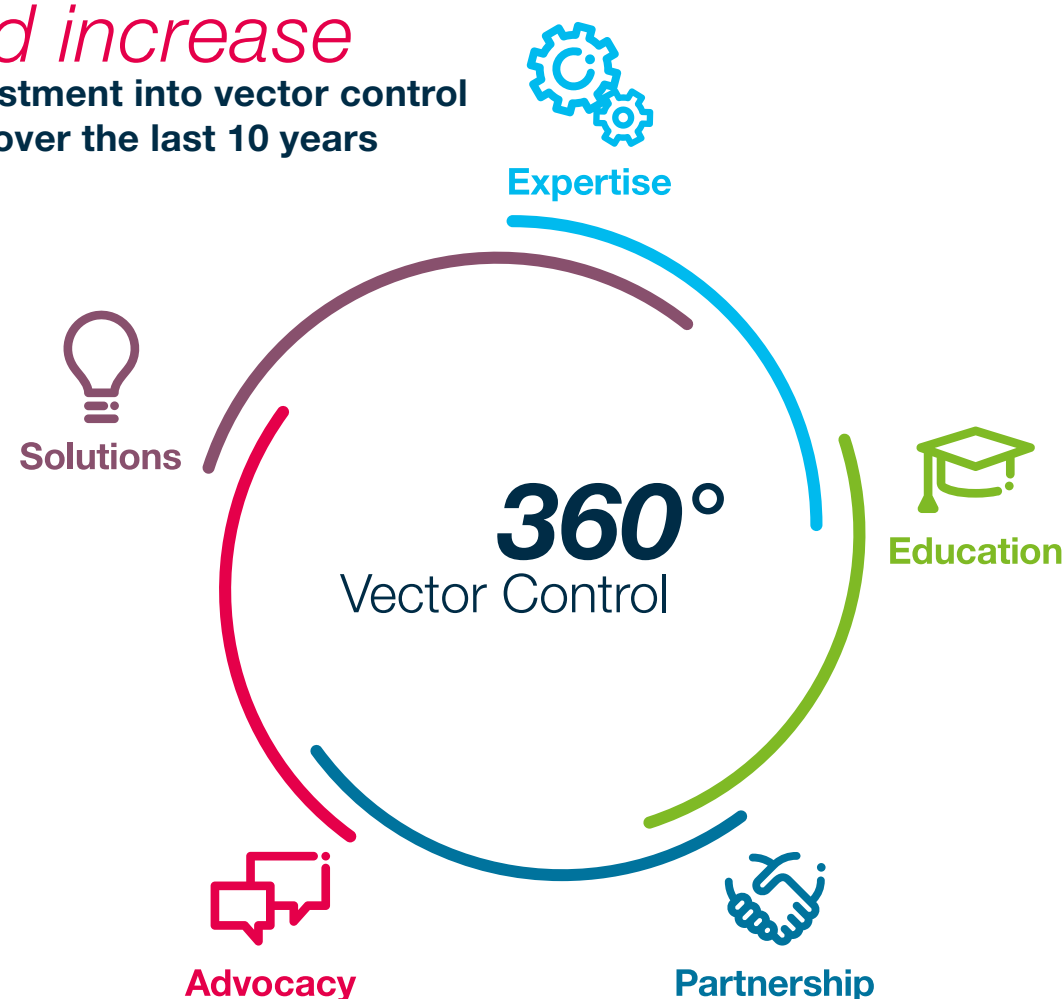 d increase
stment into vector control
over the last 10 years
Expertise
Solutions
360°
Vector Control
Education
Advocacy
Partnership